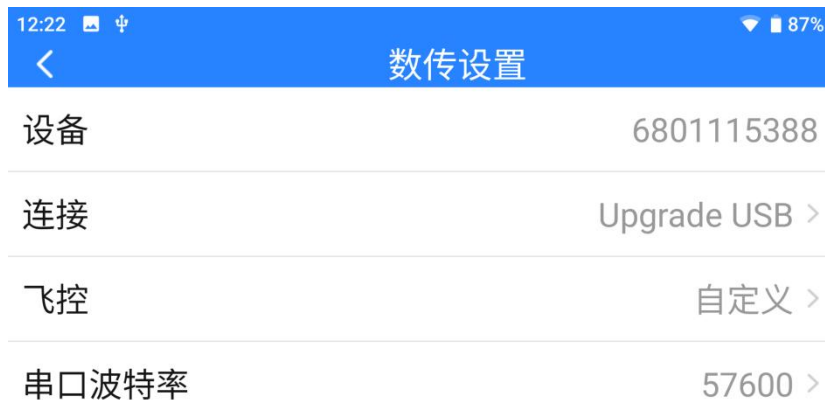 12:22 87%
数传设置
设备 6801115388
连接 Upgrade USB
飞控 自定义
串口波特率 57600